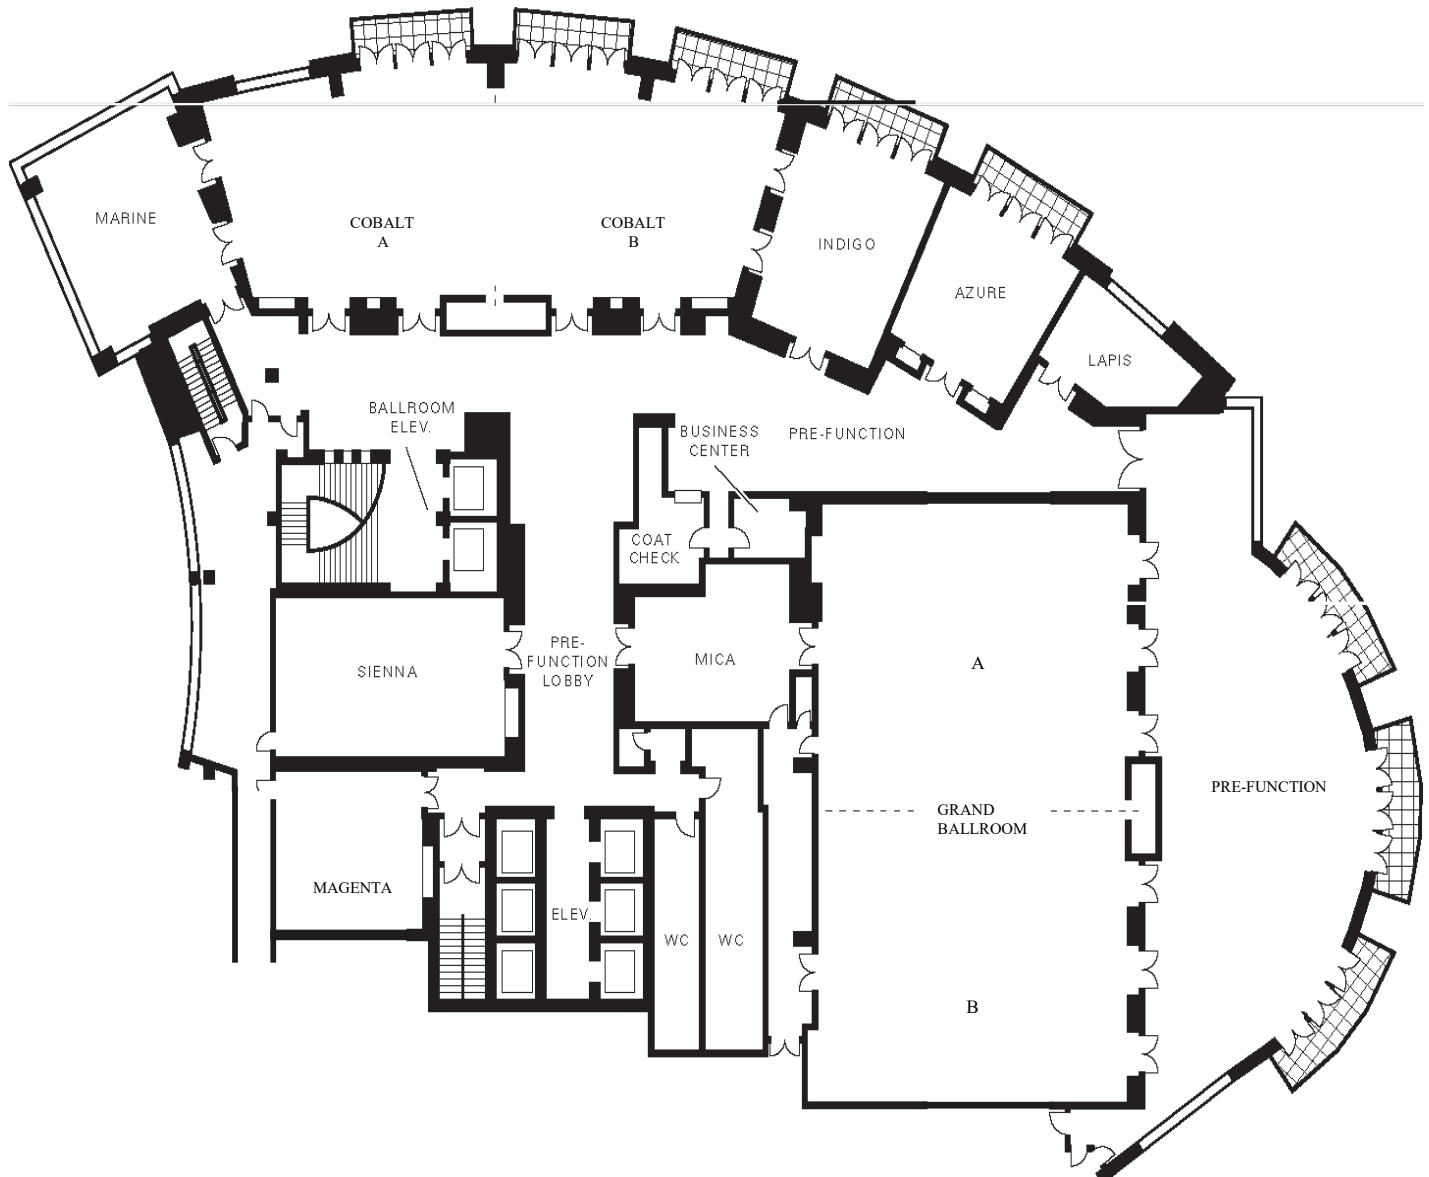 MARINE
COBALT
A
COBALT
B
INDIGO
AZURE
LAPIS
BALLROOM
ELEV.
BUSINESS
CENTER
PRE-FUNCTION
COAT
CHECK
SIENNA
PRE-
FUNCTION
LOBBY
MICA
A
PRE-FUNCTION
GRAND
BALLROOM
MAGENTA
ELEV.
WC
WC
B